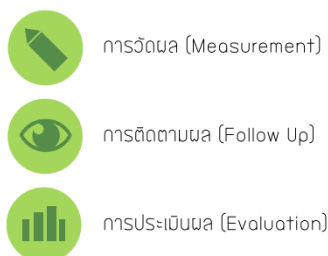 การวัดผล (Measurement)
การติดตามผล (Follow Up)
การประเมินผล (Evaluation)